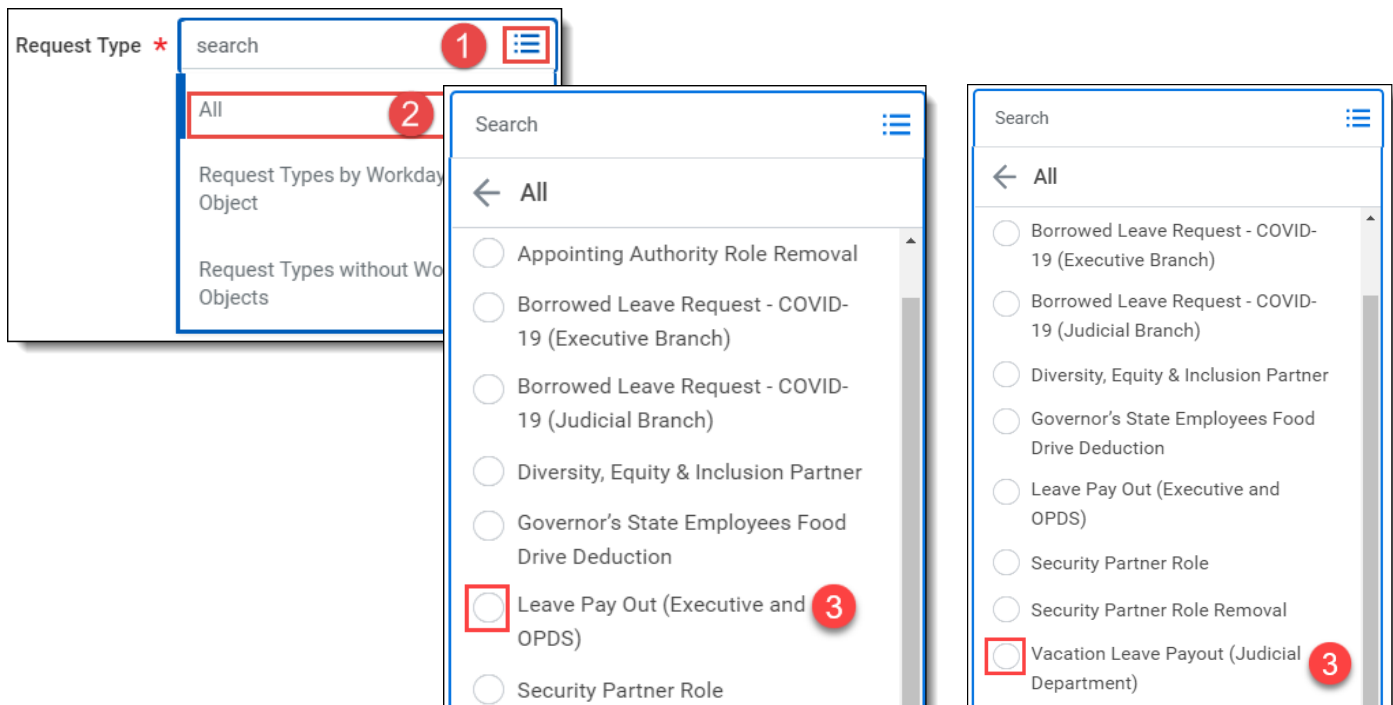 Request Type *
search
1
All
2
Request Types by Workday
Object
Request Types without Wo
Objects
Search
All
Appointing Authority Role Removal
Borrowed Leave Request - COVID-
19 (Executive Branch)
Borrowed Leave Request - COVID-
19 (Judicial Branch)
Diversity, Equity & Inclusion Partner
Governor’s State Employees Food
Drive Deduction
Leave Pay Out (Executive and
OPDS)
3
Security Partner Role
Search
All
Borrowed Leave Request - COVID-
19 (Executive Branch)
Borrowed Leave Request - COVID-
19 (Judicial Branch)
Diversity, Equity & Inclusion Partner
Governor’s State Employees Food
Drive Deduction
Leave Pay Out (Executive and
OPDS)
Security Partner Role
Security Partner Role Removal
Vacation Leave Payout (Judicial
Department)
3